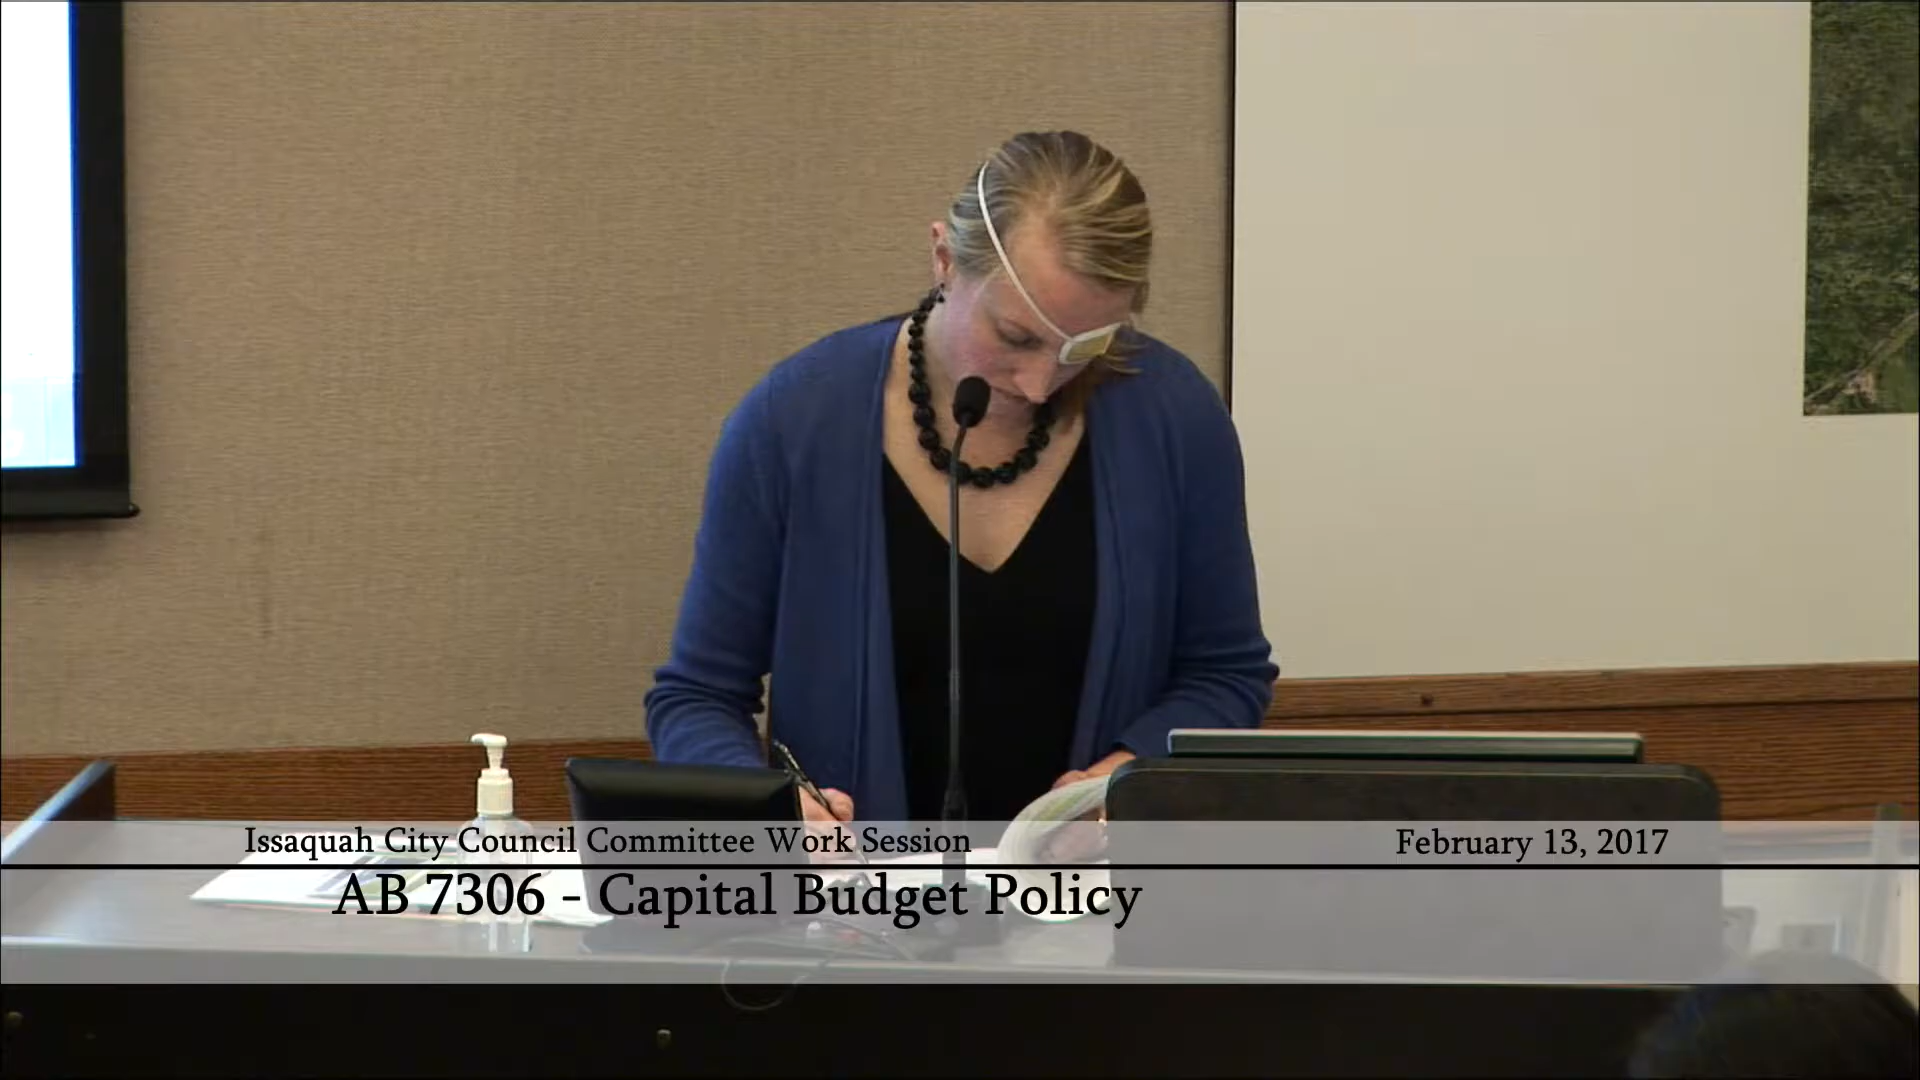 Issaquah City Council Committee Work Session
February 13, 2017
AB 7306 - Capital Budget Policy